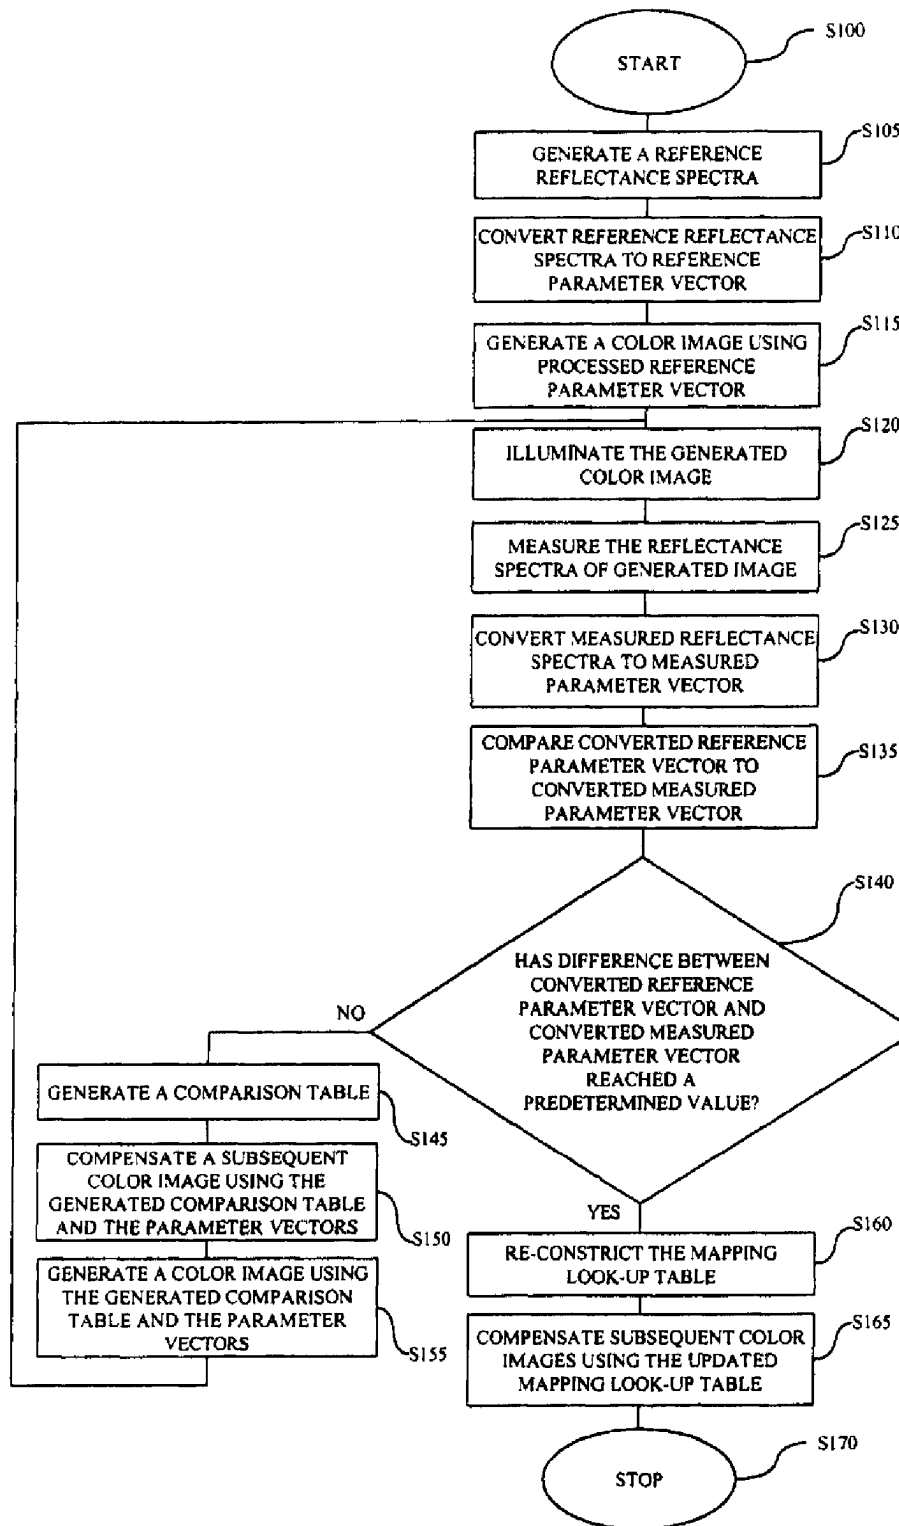 S100
START
S105
GENERATE A REFERENCE
REFLECTANCE SPECTRA
S110
CONVERT REFERENCE REFLECTANCE
SPECTRA TO REFERENCE
PARAMETER VECTOR
S115
GENERATE A COLOR IMAGE USING
PROCESSED REFERENCE
PARAMETER VECTOR
S120
ILLUMINATE THE GENERATED
COLOR IMAGE
S125
MEASURE THE REFLECTANCE
SPECTRA OF GENERATED IMAGE
S130
CONVERT MEASURED REFLECTANCE
SPECTRA TO MEASURED
PARAMETER VECTOR
S135
COMPARE CONVERTED REFERENCE
PARAMETER VECTOR TO
CONVERTED MEASURED
PARAMETER VECTOR
S140
HAS DIFFERENCE BETWEEN
CONVERTED REFERENCE
PARAMETER VECTOR AND
CONVERTED MEASURED
PARAMETER VECTOR
REACHED A
PREDETERMINED VALUE?
NO
GENERATE A COMPARISON TABLE
S145
COMPENSATE A SUBSEQUENT
COLOR IMAGE USING THE
GENERATED COMPARISON TABLE
AND THE PARAMETER VECTORS
S150
GENERATE A COLOR IMAGE USING
THE GENERATED COMPARISON
TABLE AND THE PARAMETER
VECTORS
S155
YES
S160
RE-CONSTRICT THE MAPPING
LOOK-UP TABLE
S165
COMPENSATE SUBSEQUENT COLOR
IMAGES USING THE UPDATED
MAPPING LOOK-UP TABLE
S170
STOP